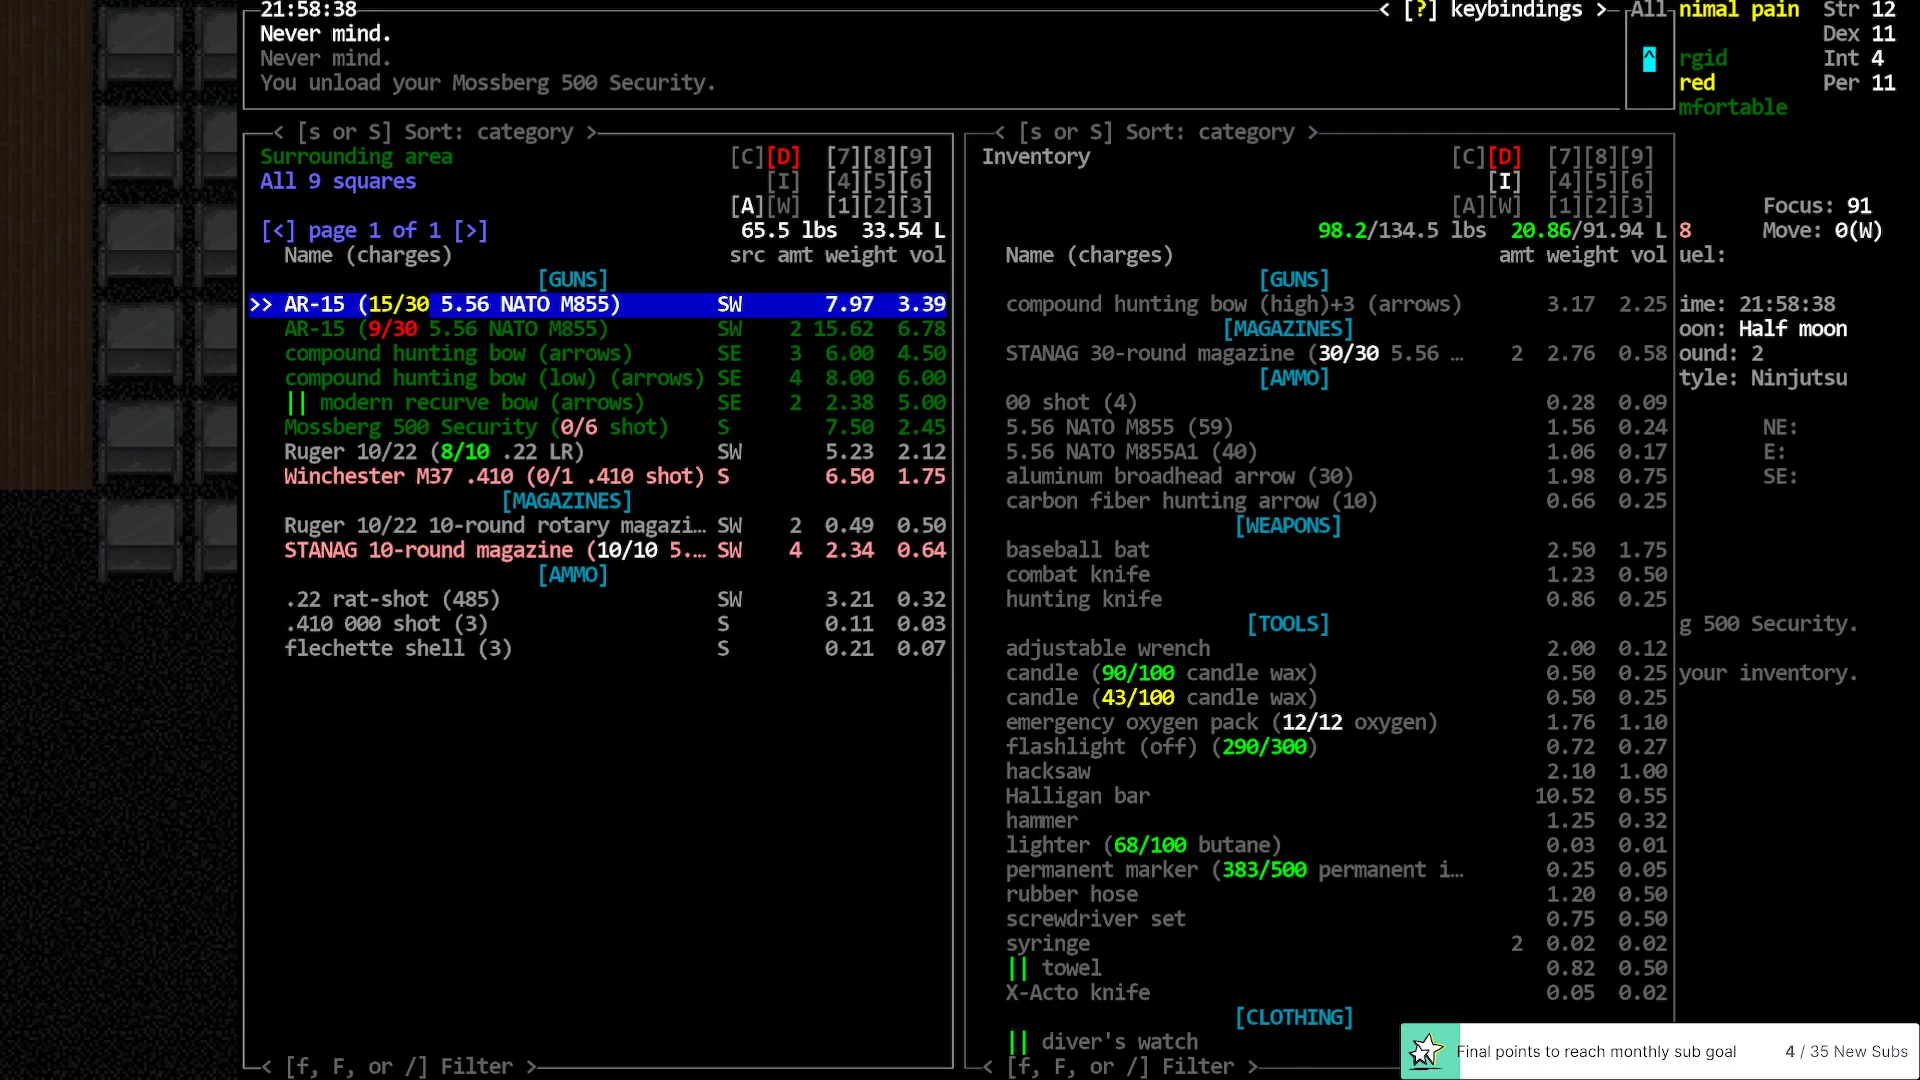 21:58:38
Never mind.
Never mind.
You unload your Mossberg 500 Security.
< [?] keybindings >
All
^
nimal pain
rgid
red
mfortable
Str 12
Dex 11
Int 4
Per 11
< [s or S] Sort: category >
Surrounding area
All 9 squares
[C][D] [7][8][9]
[I] [4][5][6]
[A][W] [1][2][3]
[<] page 1 of 1 [>] 65.5 lbs 33.54 L
Name (charges) src amt weight vol
[GUNS]
>> AR-15 (15/30 5.56 NATO M855) SW 7.97 3.39
AR-15 (9/30 5.56 NATO M855) SW 2 15.62 6.78
compound hunting bow (arrows) SE 3 6.00 4.50
compound hunting bow (low) (arrows) SE 4 8.00 6.00
|| modern recurve bow (arrows) SE 2 2.38 5.00
Mossberg 500 Security (0/6 shot) S 7.50 2.45
Ruger 10/22 (8/10 .22 LR) SW 5.23 2.12
Winchester M37 .410 (0/1 .410 shot) S 6.50 1.75
[MAGAZINES]
Ruger 10/22 10-round rotary magazi… SW 2 0.49 0.50
STANAG 10-round magazine (10/10 5.… SW 4 2.34 0.64
[AMMO]
.22 rat-shot (485) SW 3.21 0.32
.410 000 shot (3) S 0.11 0.03
flechette shell (3) S 0.21 0.07
< [f, F, or /] Filter >
< [s or S] Sort: category >
Inventory
[C][D] [7][8][9]
[I] [4][5][6]
[A][W] [1][2][3]
98.2/134.5 lbs 20.86/91.94 L
Name (charges) amt weight vol
[GUNS]
compound hunting bow (high)+3 (arrows) 3.17 2.25
[MAGAZINES]
STANAG 30-round magazine (30/30 5.56 … 2 2.76 0.58
[AMMO]
00 shot (4) 0.28 0.09
5.56 NATO M855 (59) 1.56 0.24
5.56 NATO M855A1 (40) 1.06 0.17
aluminum broadhead arrow (30) 1.98 0.75
carbon fiber hunting arrow (10) 0.66 0.25
[WEAPONS]
baseball bat 2.50 1.75
combat knife 1.23 0.50
hunting knife 0.86 0.25
[TOOLS]
adjustable wrench 2.00 0.12
candle (90/100 candle wax) 0.50 0.25
candle (43/100 candle wax) 0.50 0.25
emergency oxygen pack (12/12 oxygen) 1.76 1.10
flashlight (off) (290/300) 0.72 0.27
hacksaw 2.10 1.00
Halligan bar 10.52 0.55
hammer 1.25 0.32
lighter (68/100 butane) 0.03 0.01
permanent marker (383/500 permanent i… 0.25 0.05
rubber hose 1.20 0.50
screwdriver set 0.75 0.50
syringe 2 0.02 0.02
|| towel 0.82 0.50
X-Acto knife 0.05 0.02
[CLOTHING]
|| diver's watch
< [f, F, or /] Filter >
Focus: 91
8 Move: 0(W)
uel:
ime: 21:58:38
oon: Half moon
ound: 2
tyle: Ninjutsu
NE:
E:
SE:
g 500 Security.
your inventory.
Final points to reach monthly sub goal 4 / 35 New Subs